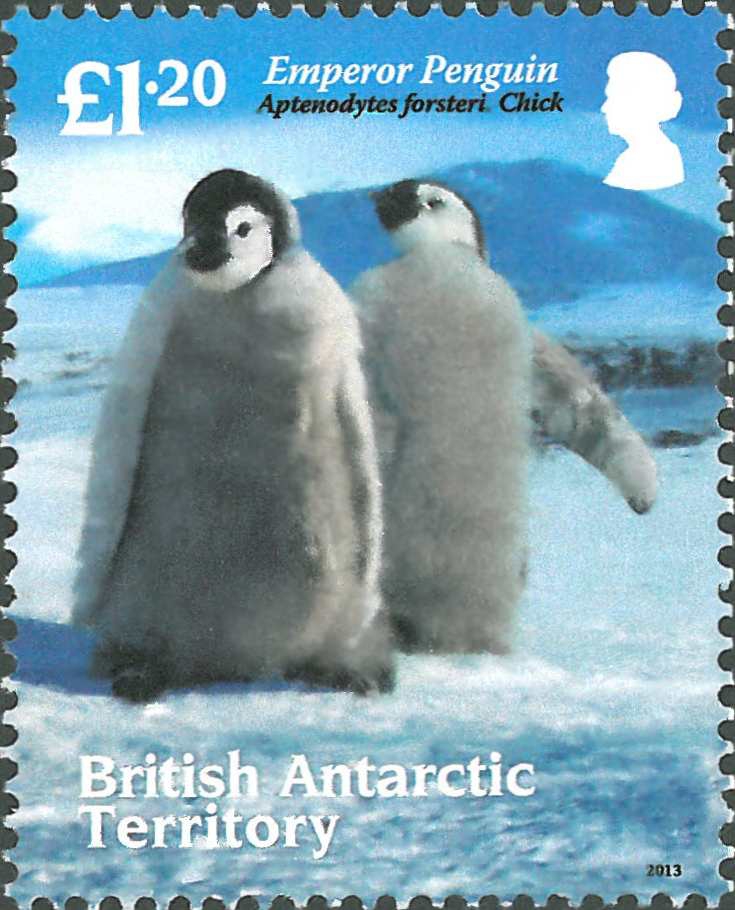 £1·20
Emperor Penguin
Aptenodytes forsteri Chick
British Antarctic
Territory
2013